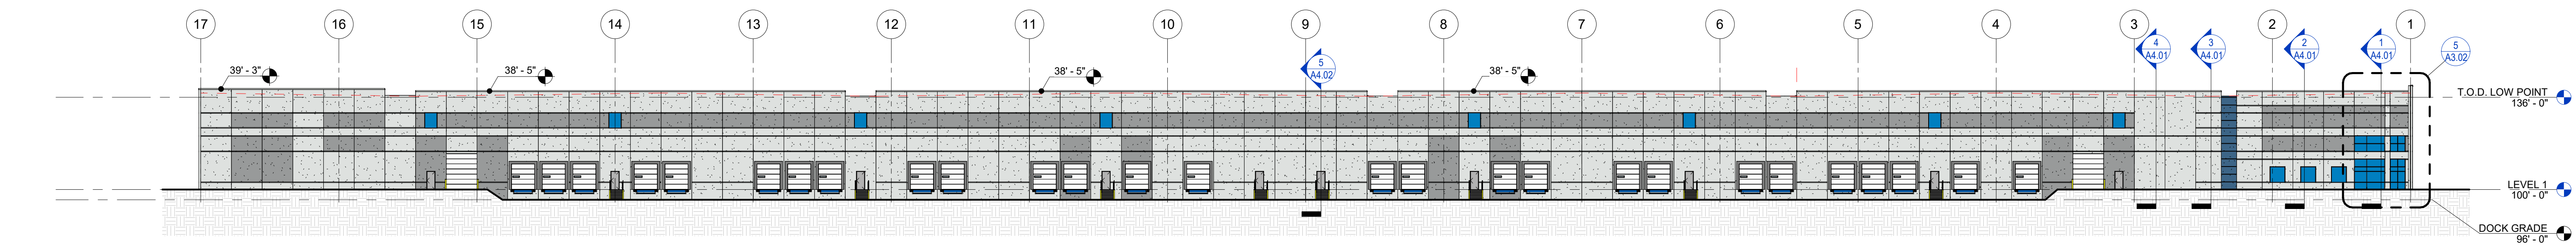 17 16 15 14 13 12 11 10 9 8 7 6 5 4 3 2 1
4
A4.01
3
A4.01
2
A4.01
1
A4.01
5
A3.02
5
A4.02
39' - 3"
38' - 5"
38' - 5"
38' - 5"
T.O.D. LOW POINT
136' - 0"
LEVEL 1
100' - 0"
DOCK GRADE
96' - 0"